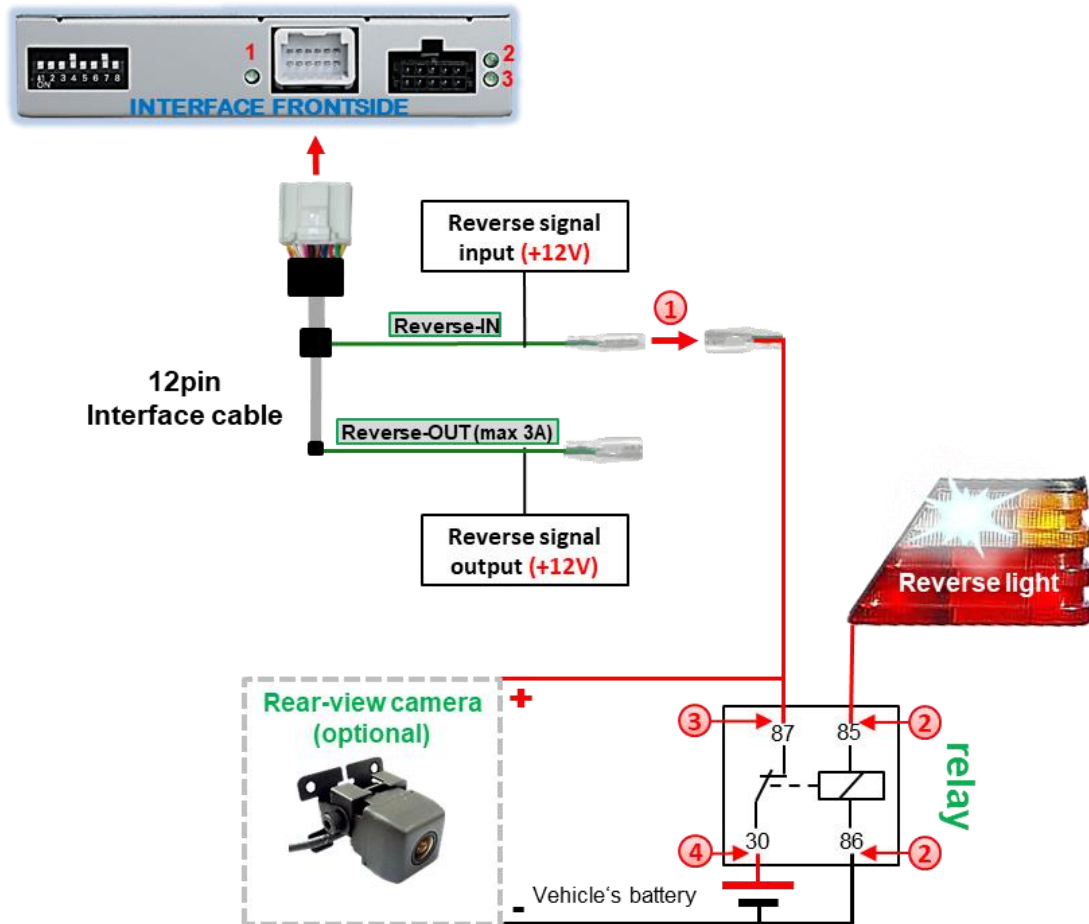 1
2
3
ON
1 2 3 4 5 6 7 8
INTERFACE FRONTSIDE
Reverse signal
input (+12V)
1
Reverse-IN
12pin
Interface cable
Reverse-OUT (max 3A)
Reverse signal
output (+12V)
Reverse light
Rear-view camera
(optional)
+
3
87
85
2
relay
4
30
86
2
-
Vehicle‘s battery